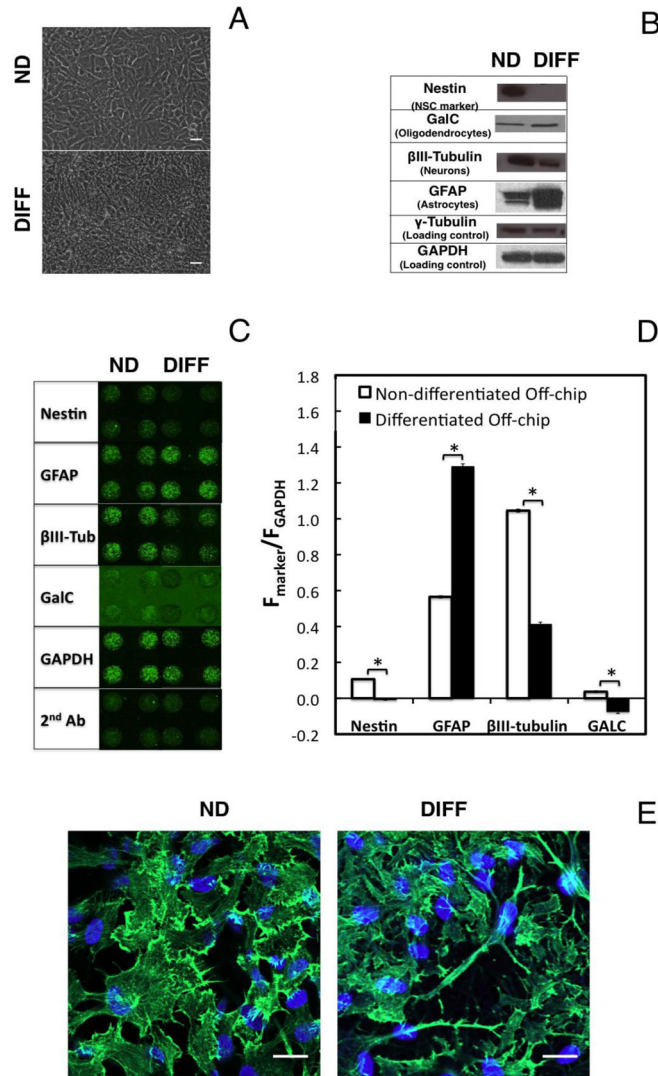 A
ND
DIFF
B
ND DIFF
Nestin
(NSC marker)
GalC
(Oligodendrocytes)
βIII-Tubulin
(Neurons)
GFAP
(Astrocytes)
γ-Tubulin
(Loading control)
GAPDH
(Loading control)
C
ND DIFF
Nestin
GFAP
βIII-Tub
GalC
GAPDH
2nd Ab
D
Non-differentiated Off-chip
Differentiated Off-chip
Fmarker/FGAPDH
1.8
1.6
1.4
1.2
1.0
0.8
0.6
0.4
0.2
0.0
-0.2
* * * *
Nestin GFAP βIII-tubulin GALC
E
ND DIFF